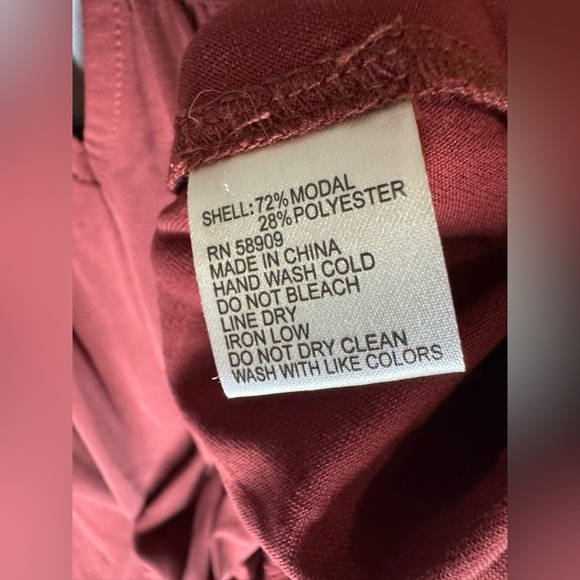 SHELL: 72% MODAL
28% POLYESTER
RN 58909
MADE IN CHINA
HAND WASH COLD
DO NOT BLEACH
LINE DRY
IRON LOW
DO NOT DRY CLEAN
WASH WITH LIKE COLORS